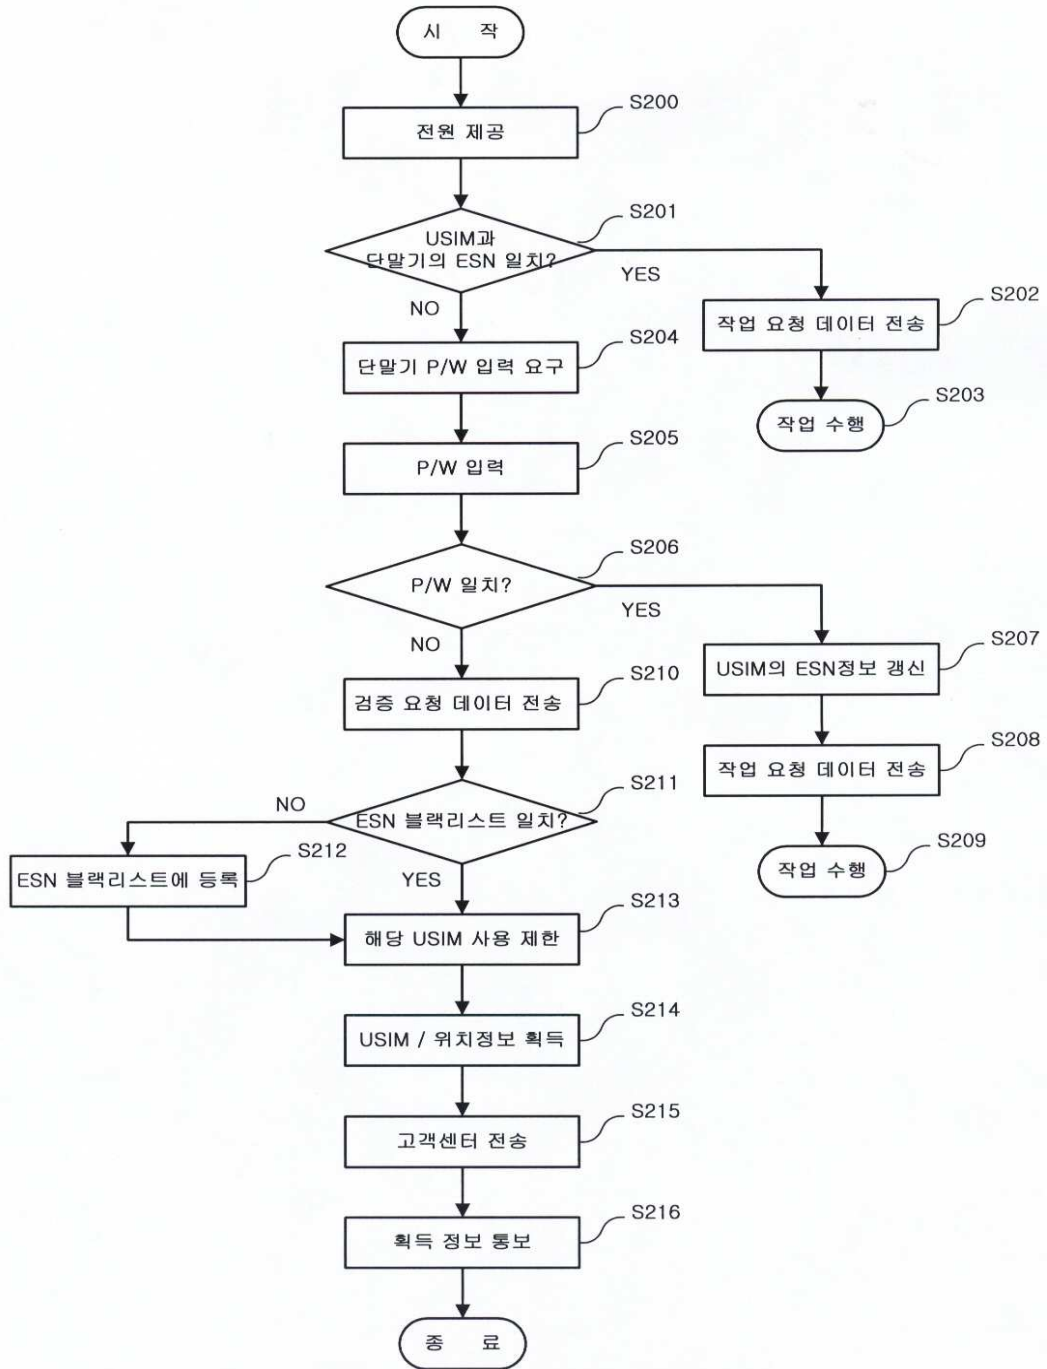 시 작
S200
전원 제공
S201
USIM과
단말기의 ESN 일치?
YES
NO
S202
작업 요청 데이터 전송
S204
단말기 P/W 입력 요구
S203
작업 수행
S205
P/W 입력
S206
P/W 일치?
YES
NO
S207
USIM의 ESN정보 갱신
S210
검증 요청 데이터 전송
S208
작업 요청 데이터 전송
S211
ESN 블랙리스트 일치?
NO
YES
S209
작업 수행
S212
ESN 블랙리스트에 등록
S213
해당 USIM 사용 제한
S214
USIM / 위치정보 획득
S215
고객센터 전송
S216
획득 정보 통보
종 료